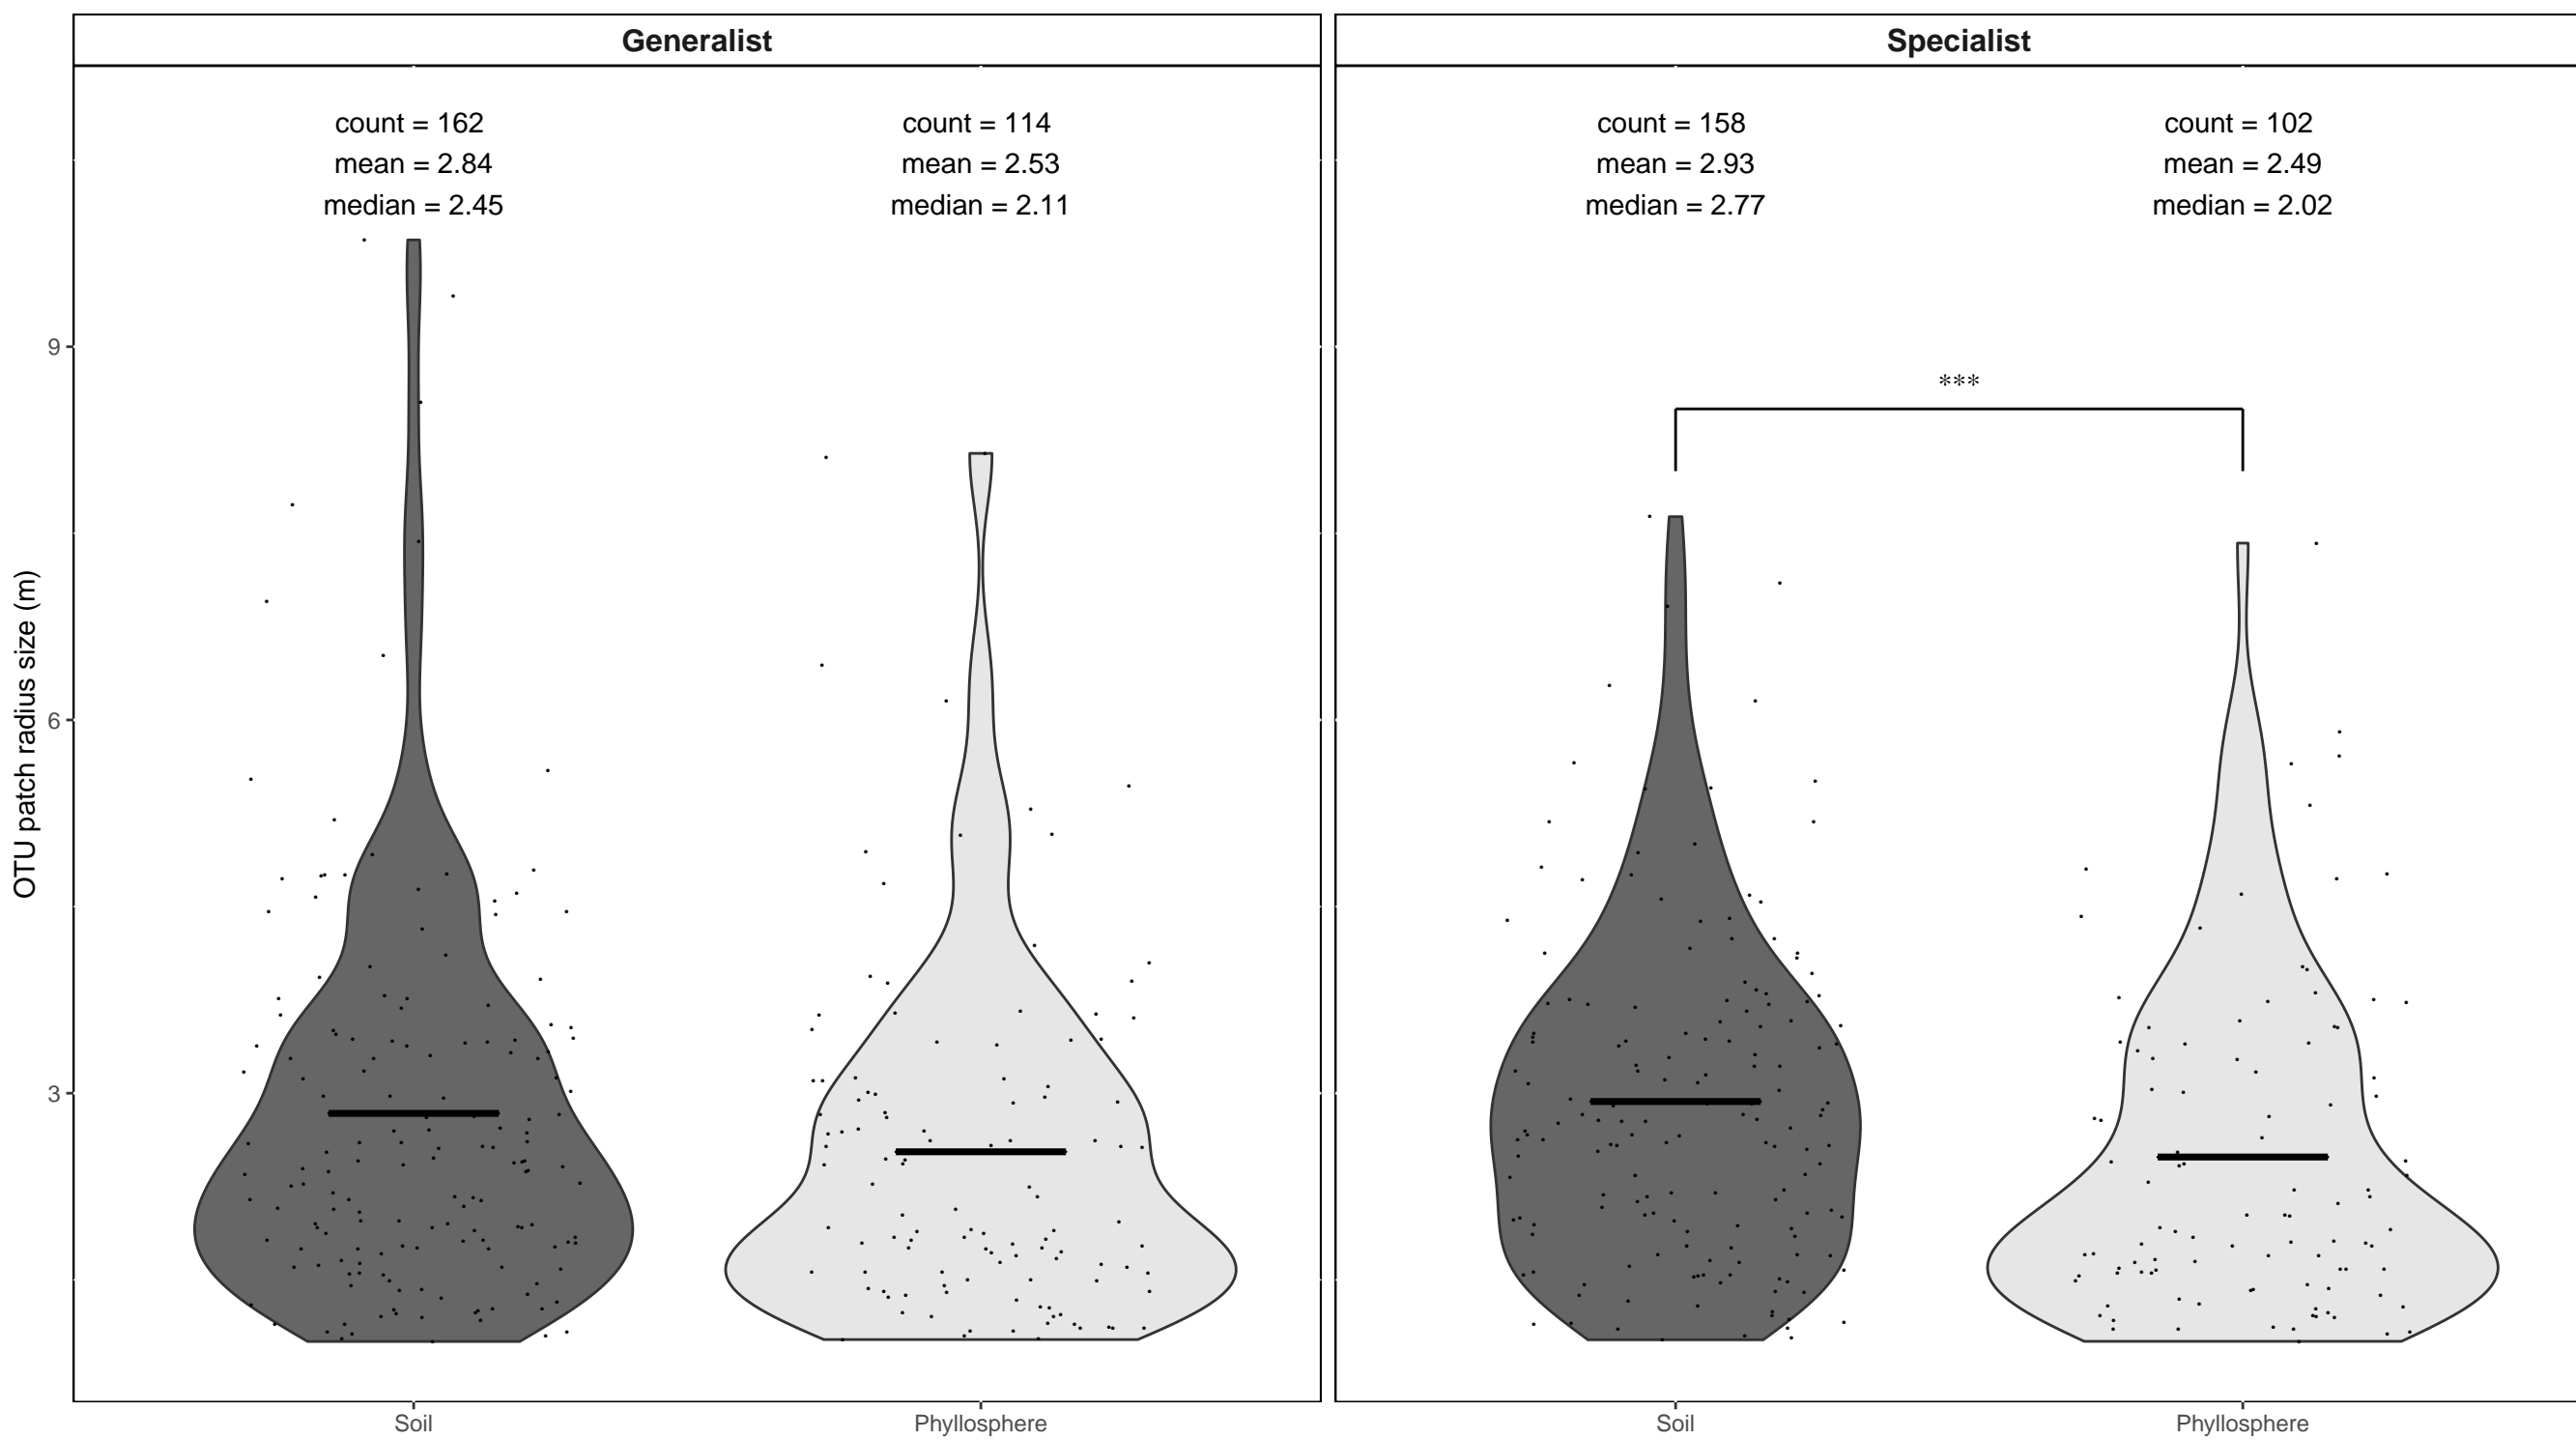 Generalist
Specialist
count = 162
mean = 2.84
median = 2.45
count = 114
mean = 2.53
median = 2.11
count = 158
mean = 2.93
median = 2.77
count = 102
mean = 2.49
median = 2.02
***
OTU patch radius size (m)
9
6
3
Soil
Phyllosphere
Soil
Phyllosphere